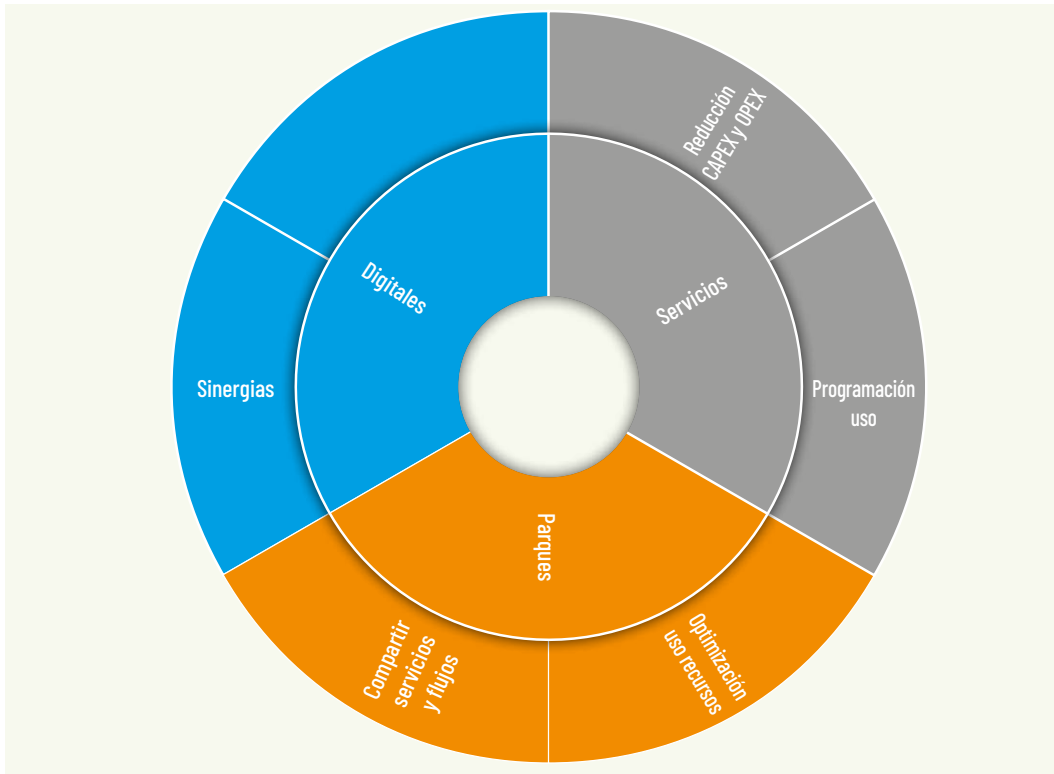 Reducción
CAPEX y OPEX
Digitales
Servicios
Sinergias
Programación
uso
Parques
Compartir
servicios
y flujos
Optimización
uso recursos